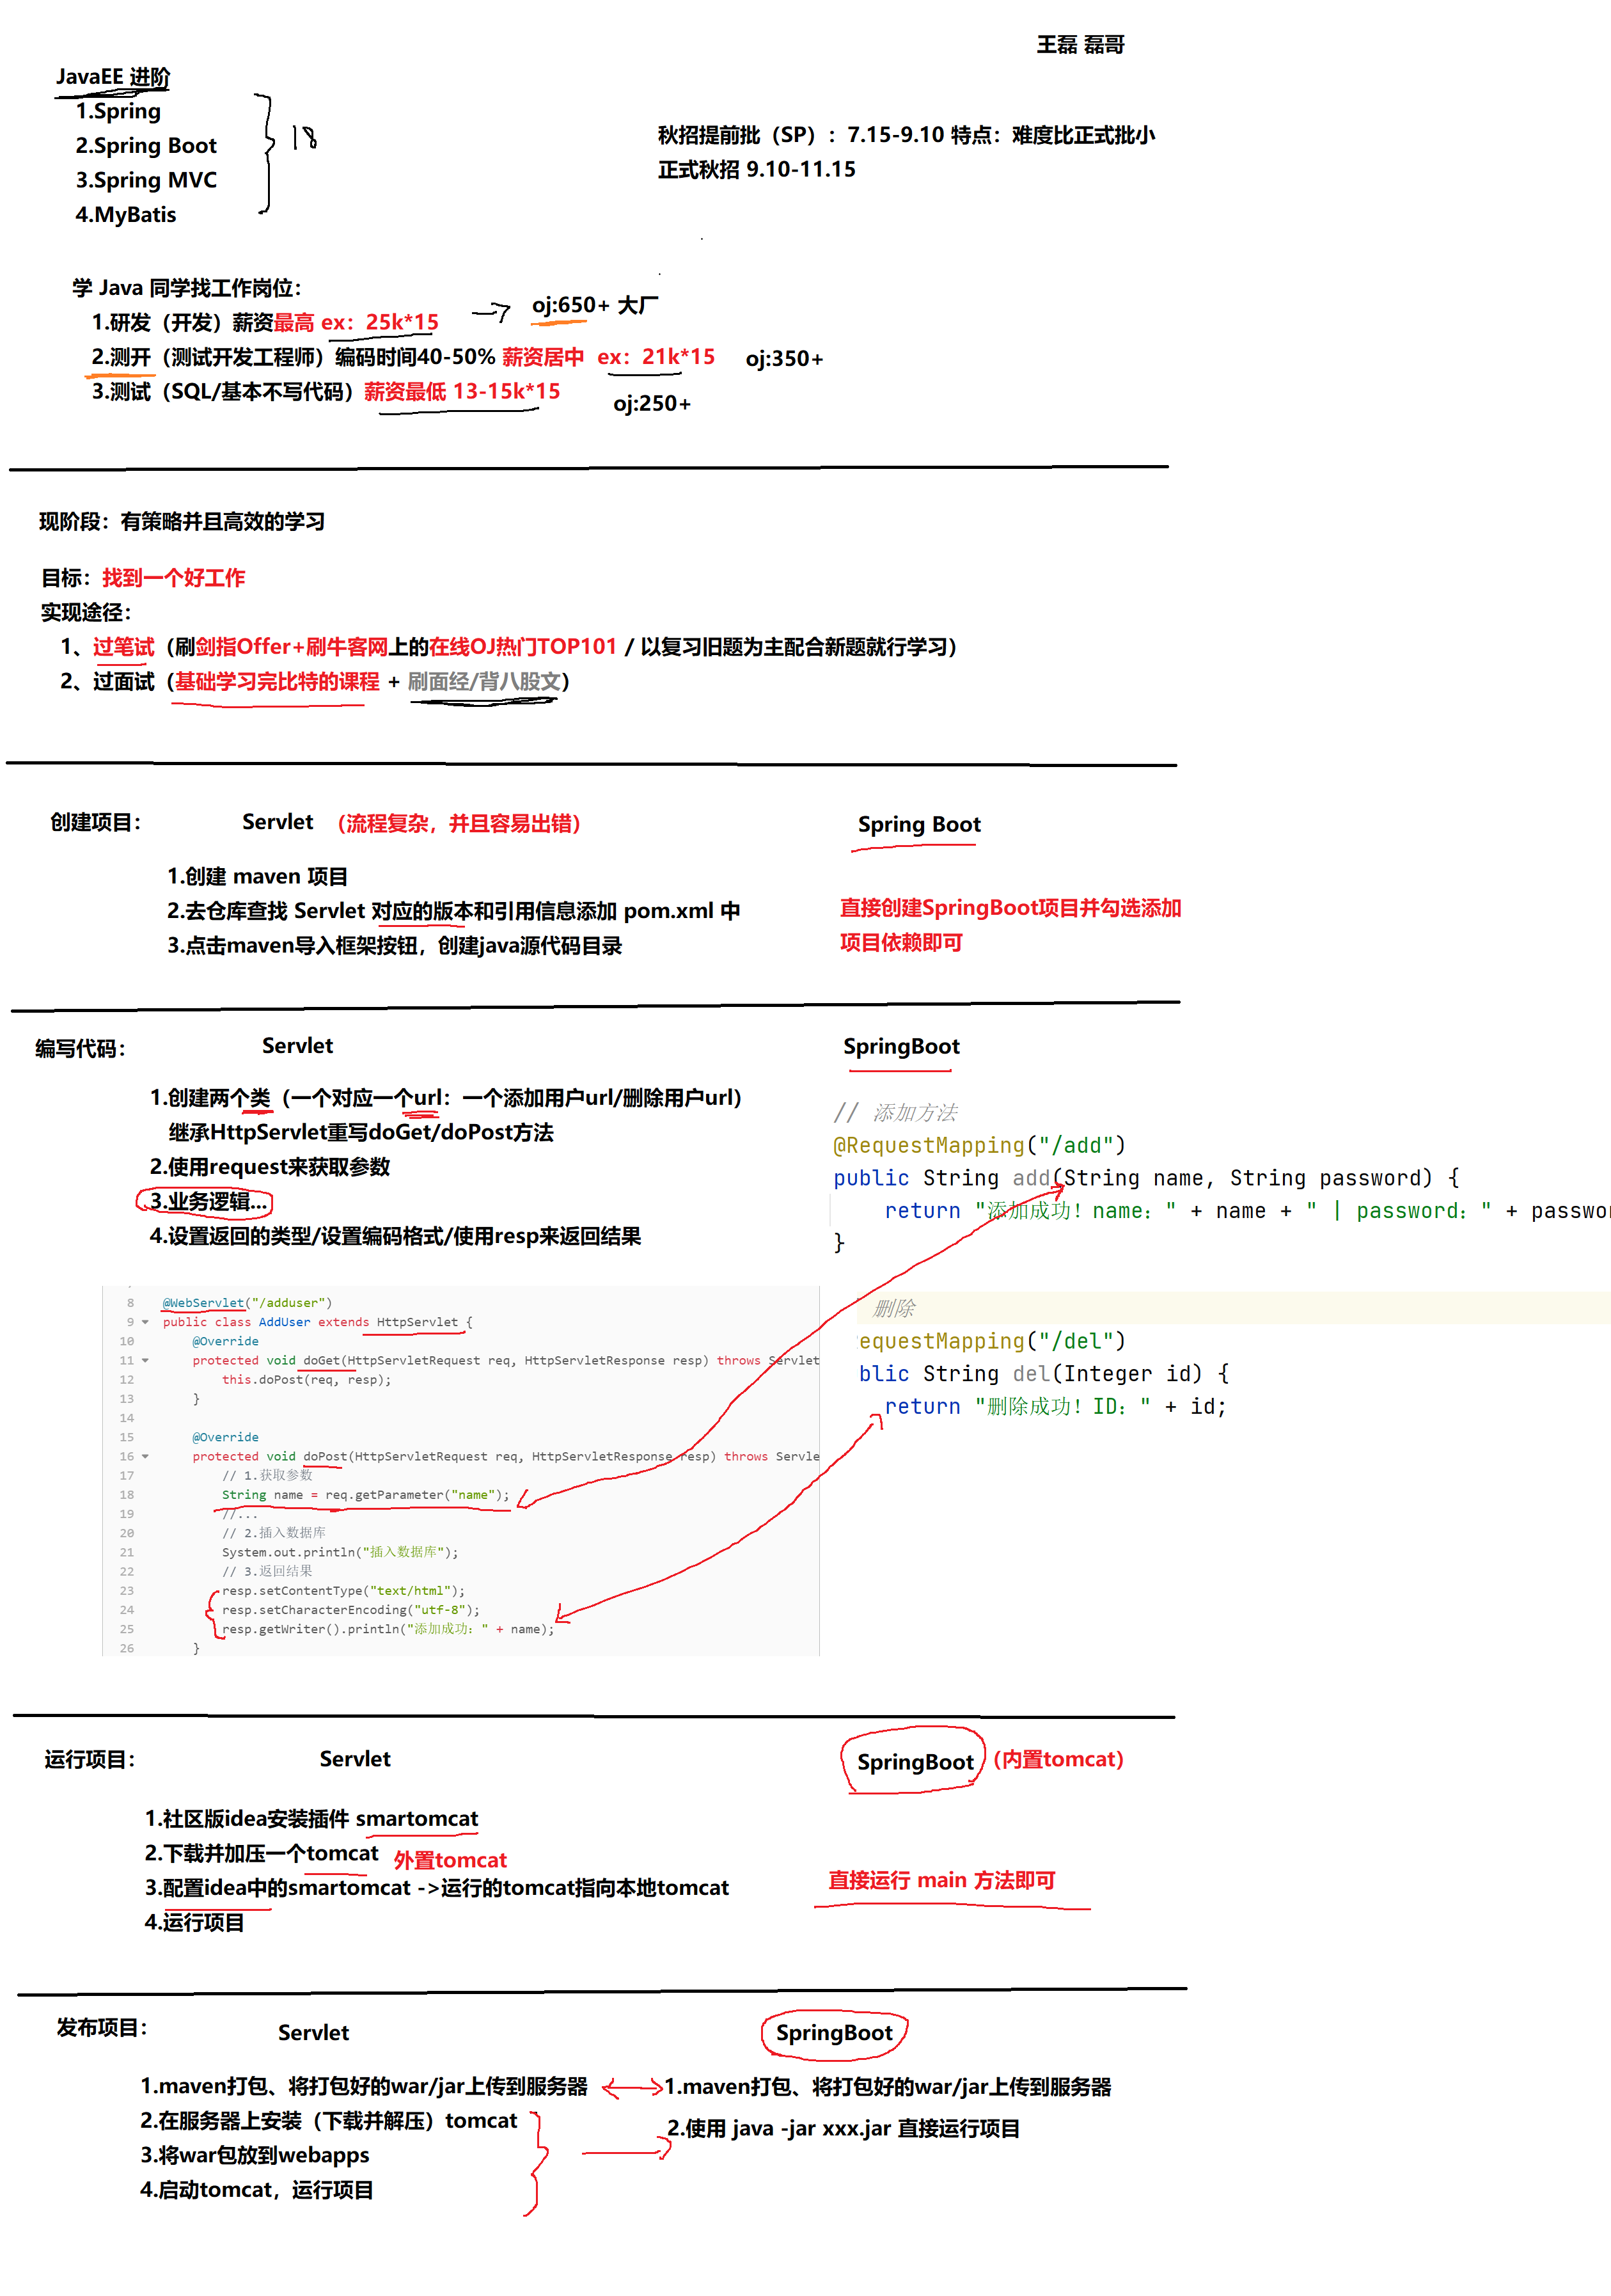 王磊 磊哥
JavaEE 进阶
1.Spring
2.Spring Boot
3.Spring MVC
4.MyBatis
18
秋招提前批（SP）：7.15-9.10 特点：难度比正式批小
正式秋招 9.10-11.15
学 Java 同学找工作岗位：
1.研发（开发）薪资最高 ex：25k*15
oj:650+ 大厂
2.测开（测试开发工程师）编码时间40-50% 薪资居中 ex：21k*15 oj:350+
3.测试（SQL/基本不写代码）薪资最低 13-15k*15
oj:250+
现阶段：有策略并且高效的学习
目标：找到一个好工作
实现途径：
1、过笔试（刷剑指Offer+刷牛客网上的在线OJ热门TOP101 / 以复习旧题为主配合新题就行学习）
2、过面试（基础学习完比特的课程 + 刷面经/背八股文）
创建项目： Servlet （流程复杂，并且容易出错）
1.创建 maven 项目
2.去仓库查找 Servlet 对应的版本和引用信息添加 pom.xml 中
3.点击maven导入框架按钮，创建java源代码目录
Spring Boot
直接创建SpringBoot项目并勾选添加
项目依赖即可
编写代码： Servlet
1.创建两个类（一个对应一个url：一个添加用户url/删除用户url）
继承HttpServlet重写doGet/doPost方法
2.使用request来获取参数
3.业务逻辑...
4.设置返回的类型/设置编码格式/使用resp来返回结果
8 @WebServlet("/adduser")
9 public class AddUser extends HttpServlet {
10 @Override
11 protected void doGet(HttpServletRequest req, HttpServletResponse resp) throws Servlet
12 this.doPost(req, resp);
13 }
14
15 @Override
16 protected void doPost(HttpServletRequest req, HttpServletResponse resp) throws Servle
17 // 1.获取参数
18 String name = req.getParameter("name");
19 //...
20 // 2.插入数据库
21 System.out.println("插入数据库");
22 // 3.返回结果
23 resp.setContentType("text/html");
24 resp.setCharacterEncoding("utf-8");
25 resp.getWriter().println("添加成功：" + name);
26 }
SpringBoot
// 添加方法
@RequestMapping("/add")
public String add(String name, String password) {
return "添加成功！name：" + name + " | password：" + passwor
}
删除
equestMapping("/del")
blic String del(Integer id) {
return "删除成功！ID：" + id;
运行项目： Servlet
1.社区版idea安装插件 smartomcat
2.下载并加压一个tomcat 外置tomcat
3.配置idea中的smartomcat ->运行的tomcat指向本地tomcat
4.运行项目
SpringBoot （内置tomcat）
直接运行 main 方法即可
发布项目： Servlet
1.maven打包、将打包好的war/jar上传到服务器
2.在服务器上安装（下载并解压）tomcat
3.将war包放到webapps
4.启动tomcat，运行项目
SpringBoot
1.maven打包、将打包好的war/jar上传到服务器
2.使用 java -jar xxx.jar 直接运行项目